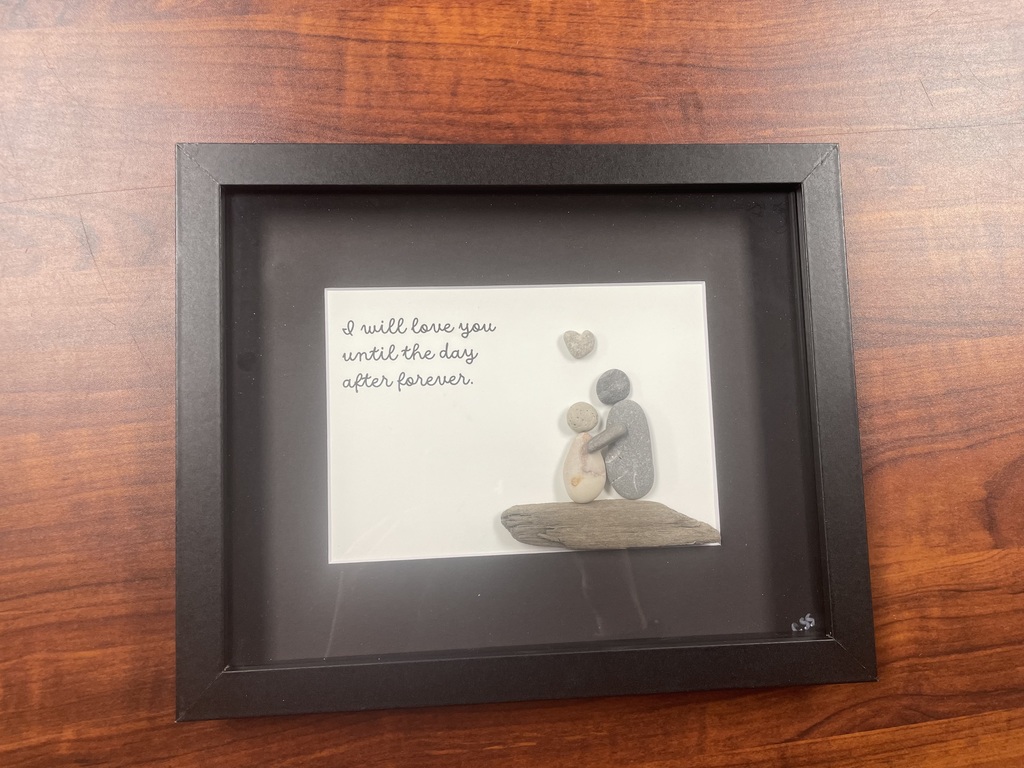 I will love you
until the day
after forever.